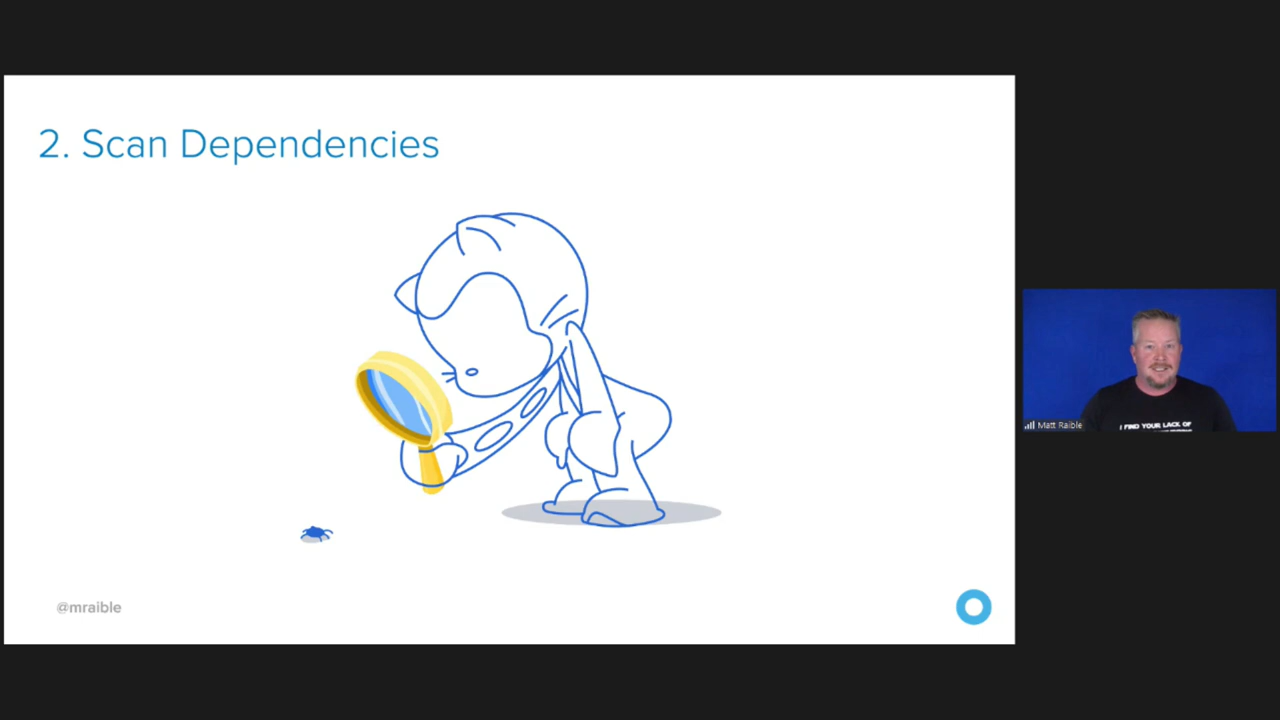 2. Scan Dependencies
@mraible
Matt Raible
I FIND YOUR LACK OF